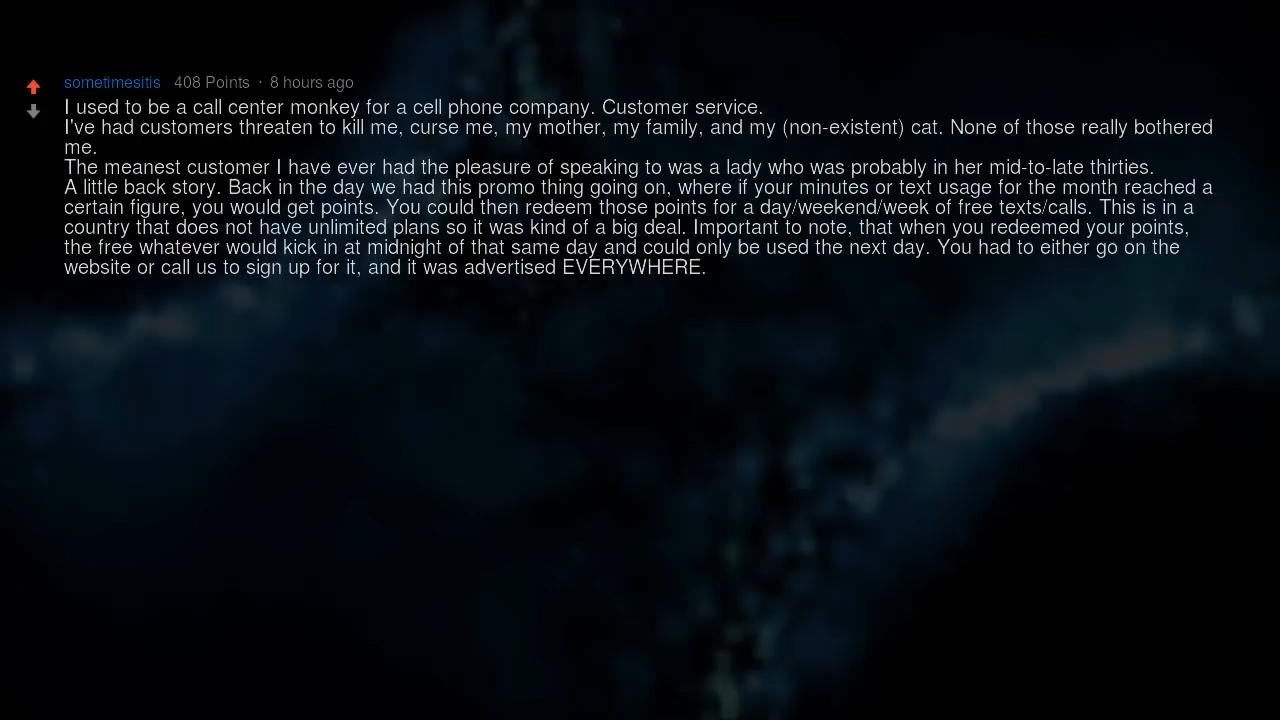 sometimesitis 408 Points · 8 hours ago
I used to be a call center monkey for a cell phone company. Customer service.
I've had customers threaten to kill me, curse me, my mother, my family, and my (non-existent) cat. None of those really bothered
me.
The meanest customer I have ever had the pleasure of speaking to was a lady who was probably in her mid-to-late thirties.
A little back story. Back in the day we had this promo thing going on, where if your minutes or text usage for the month reached a
certain figure, you would get points. You could then redeem those points for a day/weekend/week of free texts/calls. This is in a
country that does not have unlimited plans so it was kind of a big deal. Important to note, that when you redeemed your points,
the free whatever would kick in at midnight of that same day and could only be used the next day. You had to either go on the
website or call us to sign up for it, and it was advertised EVERYWHERE.